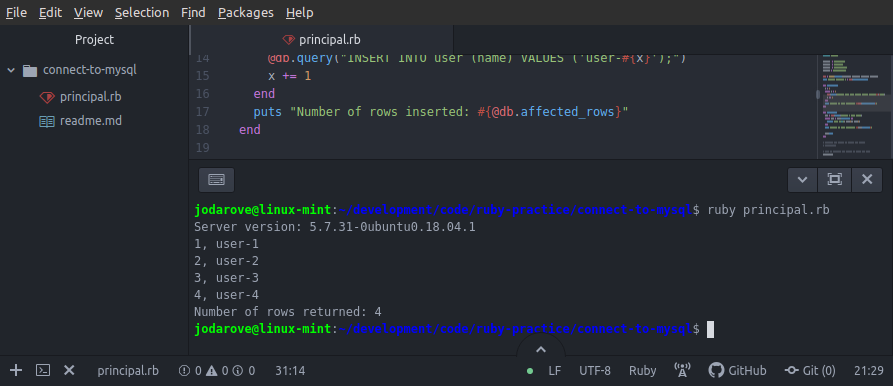 File Edit View Selection Find Packages Help
Project
principal.rb
connect-to-mysql
principal.rb
readme.md
14 @db.query("INSERT INTO user (name) VALUES ('user-#{x}');")
15 x += 1
16 end
17 puts "Number of rows inserted: #{@db.affected_rows}"
18 end
19
jodarove@linux-mint:~/development/code/ruby-practice/connect-to-mysql$ ruby principal.rb
Server version: 5.7.31-0ubuntu0.18.04.1
1, user-1
2, user-2
3, user-3
4, user-4
Number of rows returned: 4
jodarove@linux-mint:~/development/code/ruby-practice/connect-to-mysql$
principal.rb 0 0 0 31:14 LF UTF-8 Ruby GitHub Git (0) 21:29